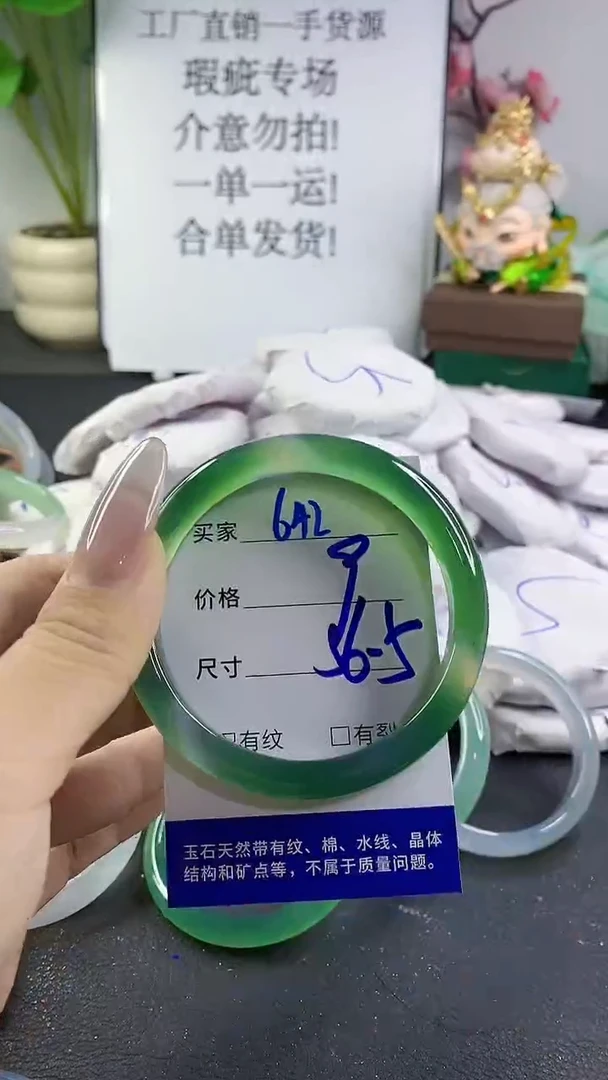 工厂直销一手货源
瑕疵专场
介意勿拍!
一单一运!
合单发货!
买家 642
价格
尺寸 56-5
有纹 □有裂
玉石天然带有纹、棉、水线、晶体
结构和矿点等，不属于质量问题。